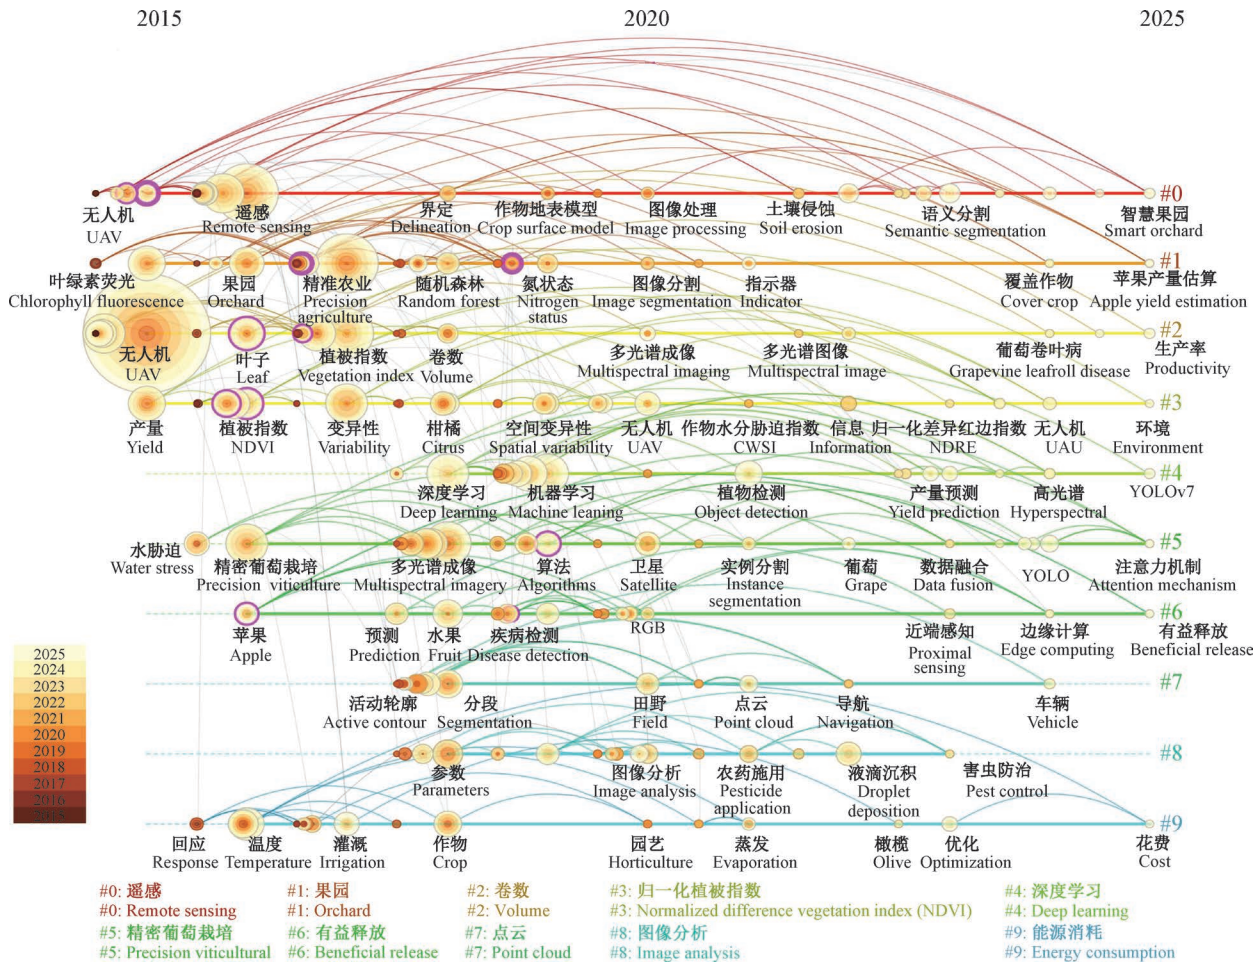 2015 2020 2025
#0
无人机 遥感 界定 作物地表模型 图像处理 土壤侵蚀 语义分割 智慧果园
UAV Remote sensing Delineation Crop surface model Image processing Soil erosion Semantic segmentation Smart orchard
#1
叶绿素荧光 果园 精准农业 随机森林 氮状态 图像分割 指示器 覆盖作物 苹果产量估算
Chlorophyll fluorescence Orchard Precision Random forest Nitrogen Image segmentation Indicator Cover crop Apple yield estimation
agriculture status
#2
无人机 叶子 植被指数 卷数 多光谱成像 多光谱图像 葡萄卷叶病 生产率
UAV Leaf Vegetation index Volume Multispectral imaging Multispectral image Grapevine leafroll disease Productivity
#3
产量 植被指数 变异性 柑橘 空间变异性 无人机 作物水分胁迫指数 信息 归一化差异红边指数 无人机 环境
Yield NDVI Variability Citrus Spatial variability UAV CWSI Information NDRE UAU Environment
#4
深度学习 机器学习 植物检测 产量预测 高光谱 YOLOv7
Deep learning Machine leaning Object detection Yield prediction Hyperspectral
#5
水胁迫 精密葡萄栽培 多光谱成像 算法 卫星 实例分割 葡萄 数据融合 YOLO 注意力机制
Water stress Precision viticulture Multispectral imagery Algorithms Satellite Instance Grape Data fusion Attention mechanism
segmentation
#6
苹果 预测 水果 疾病检测 RGB 近端感知 边缘计算 有益释放
Apple Prediction Fruit Disease detection Proximal Edge computing Beneficial release
sensing
#7
活动轮廓 分段 田野 点云 导航 车辆
Active contour Segmentation Field Point cloud Navigation Vehicle
#8
参数 图像分析 农药施用 液滴沉积 害虫防治
Parameters Image analysis Pesticide Droplet Pest control
application deposition
#9
回应 温度 灌溉 作物 园艺 蒸发 橄榄 优化 花费
Response Temperature Irrigation Crop Horticulture Evaporation Olive Optimization Cost
2025
2024
2023
2022
2021
2020
2019
2018
2017
2016
2015
#0: 遥感 #1: 果园 #2: 卷数 #3: 归一化植被指数 #4: 深度学习
#0: Remote sensing #1: Orchard #2: Volume #3: Normalized difference vegetation index (NDVI) #4: Deep learning
#5: 精密葡萄栽培 #6: 有益释放 #7: 点云 #8: 图像分析 #9: 能源消耗
#5: Precision viticultural #6: Beneficial release #7: Point cloud #8: Image analysis #9: Energy consumption